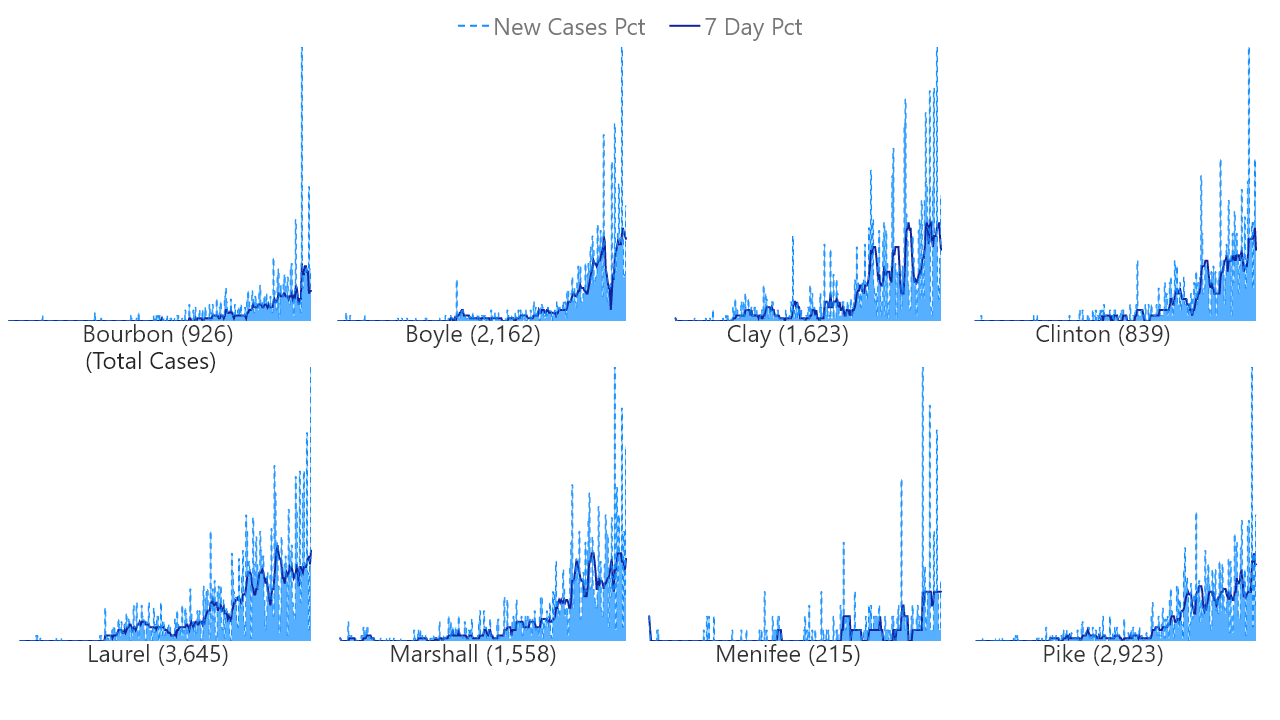 New Cases Pct 7 Day Pct
Bourbon (926) Boyle (2,162) Clay (1,623) Clinton (839)
(Total Cases)
Laurel (3,645) Marshall (1,558) Menifee (215) Pike (2,923)